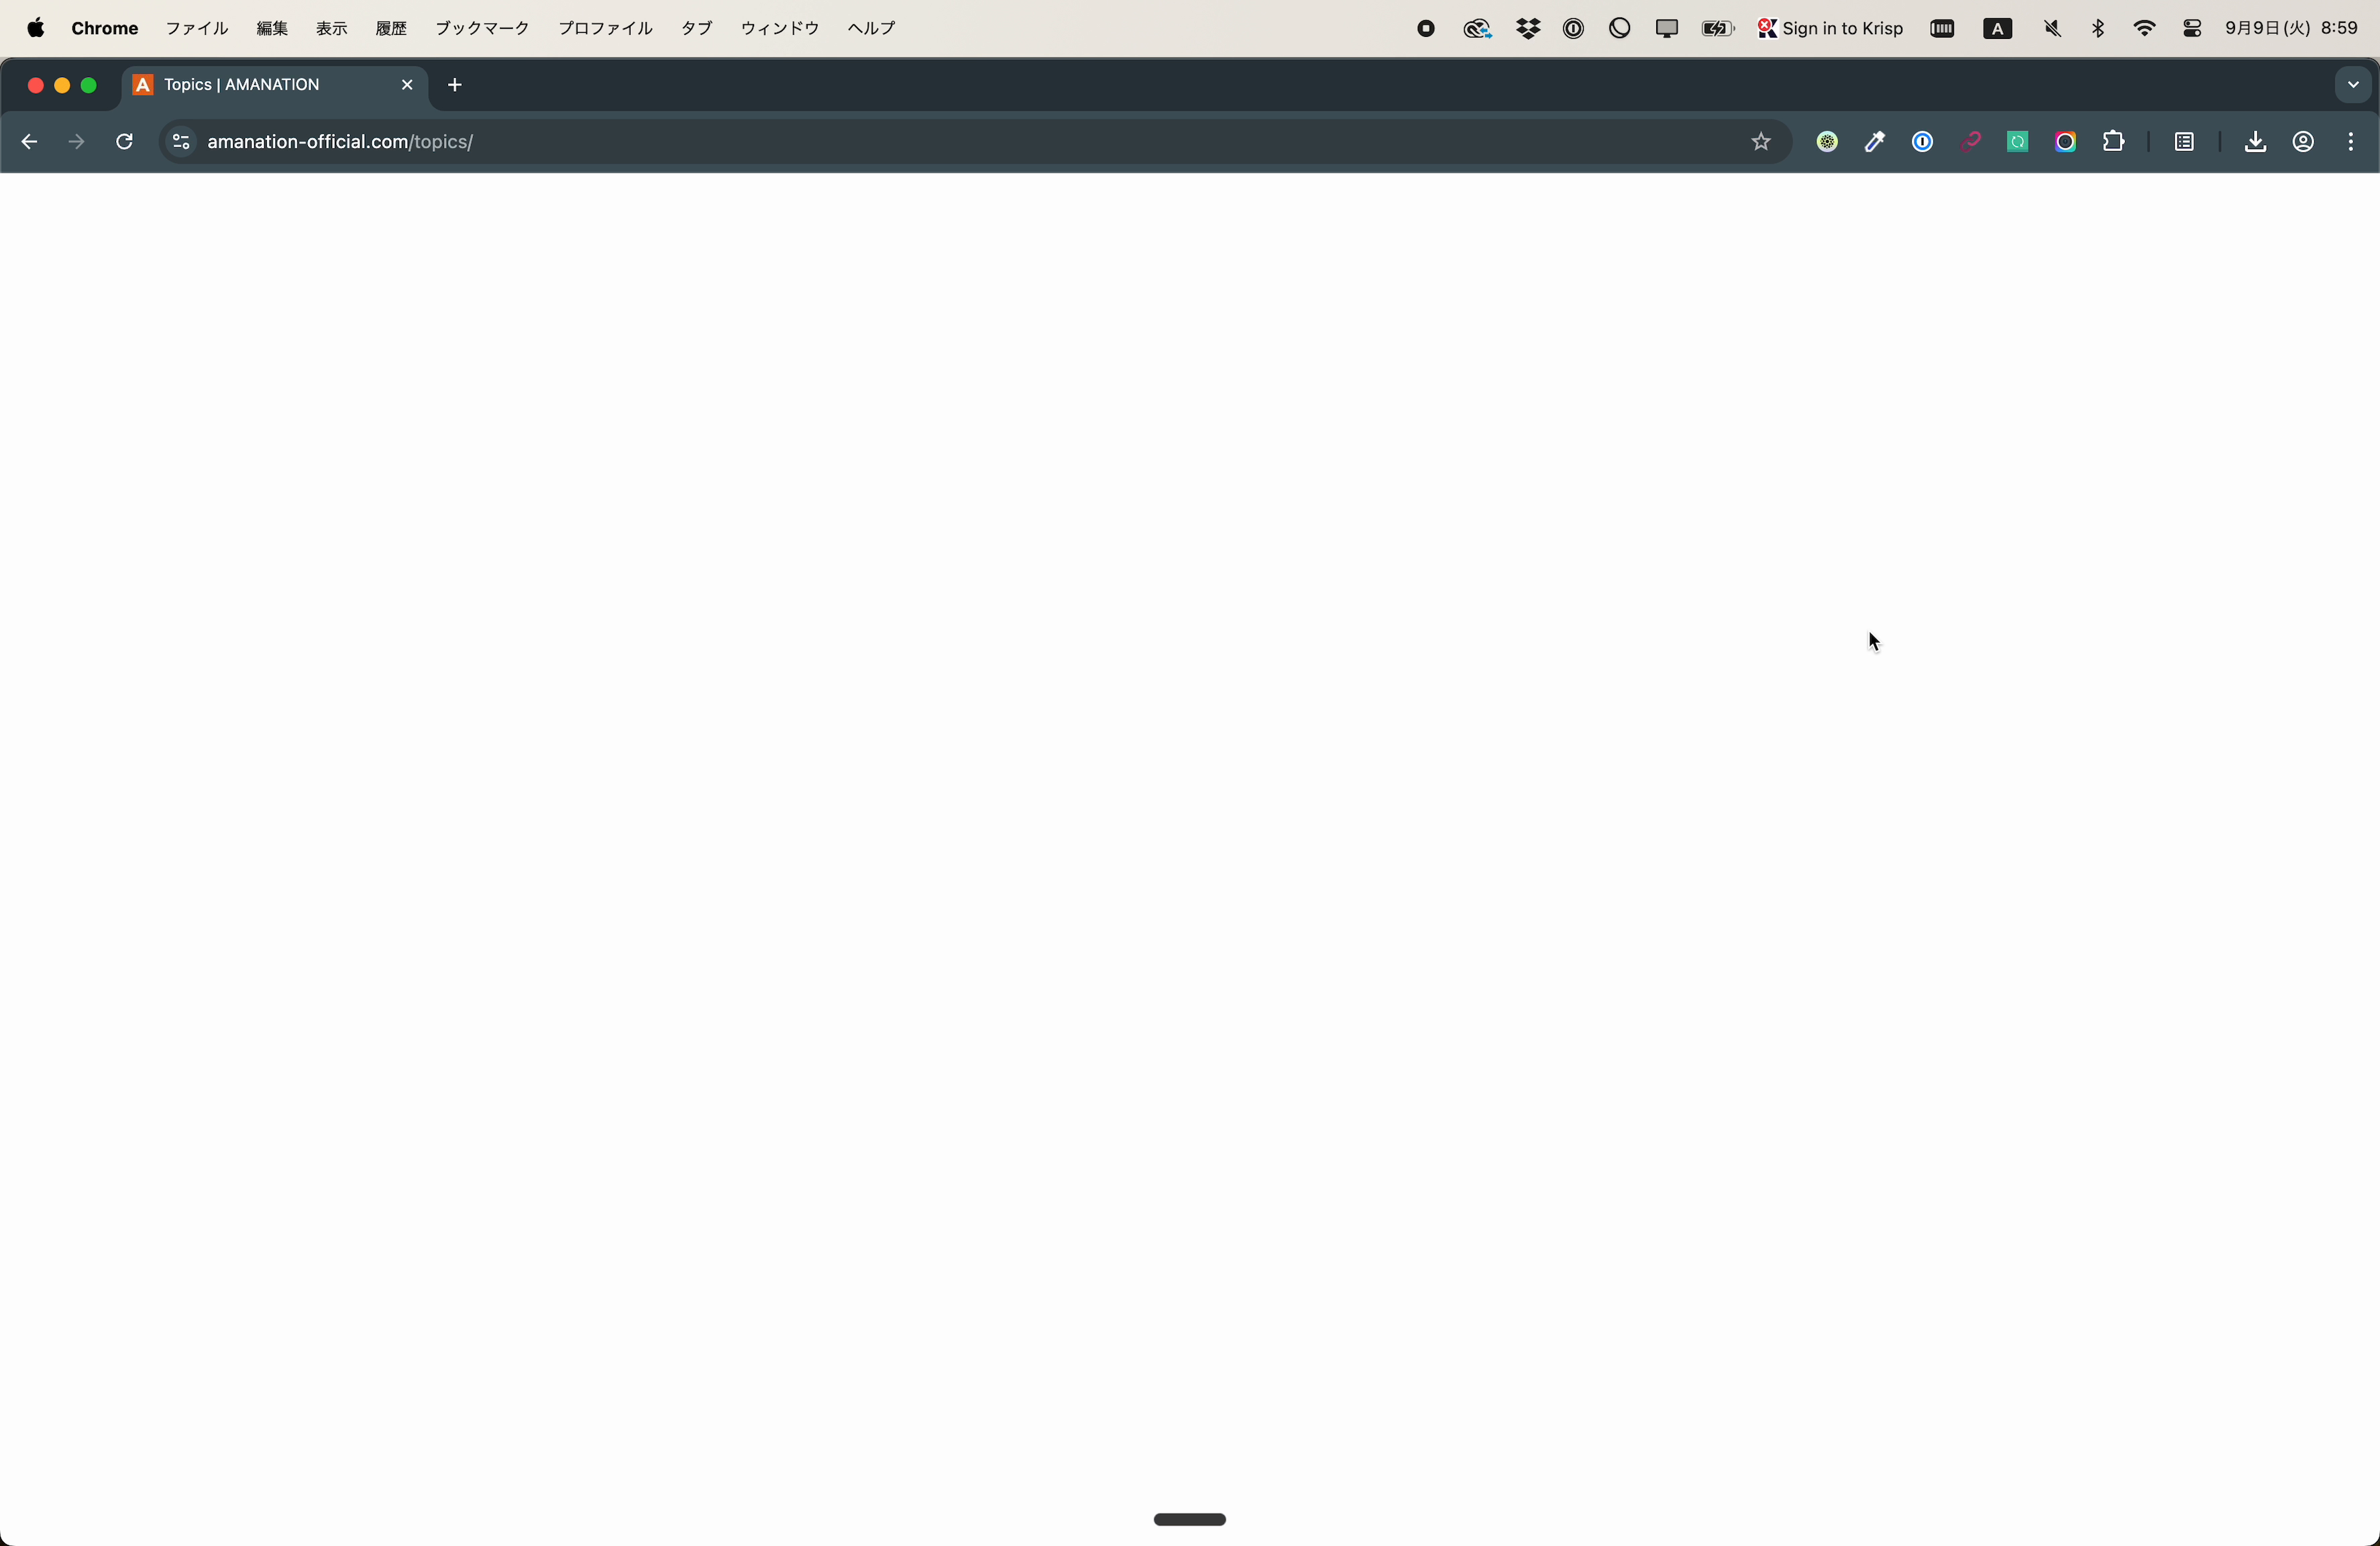 Chrome ファイル 編集 表示 履歴 ブックマーク プロファイル タブ ウィンドウ ヘルプ Sign in to Krisp A 9月9日(火) 8:59
A Topics | AMANATION
amanation-official.com/topics/